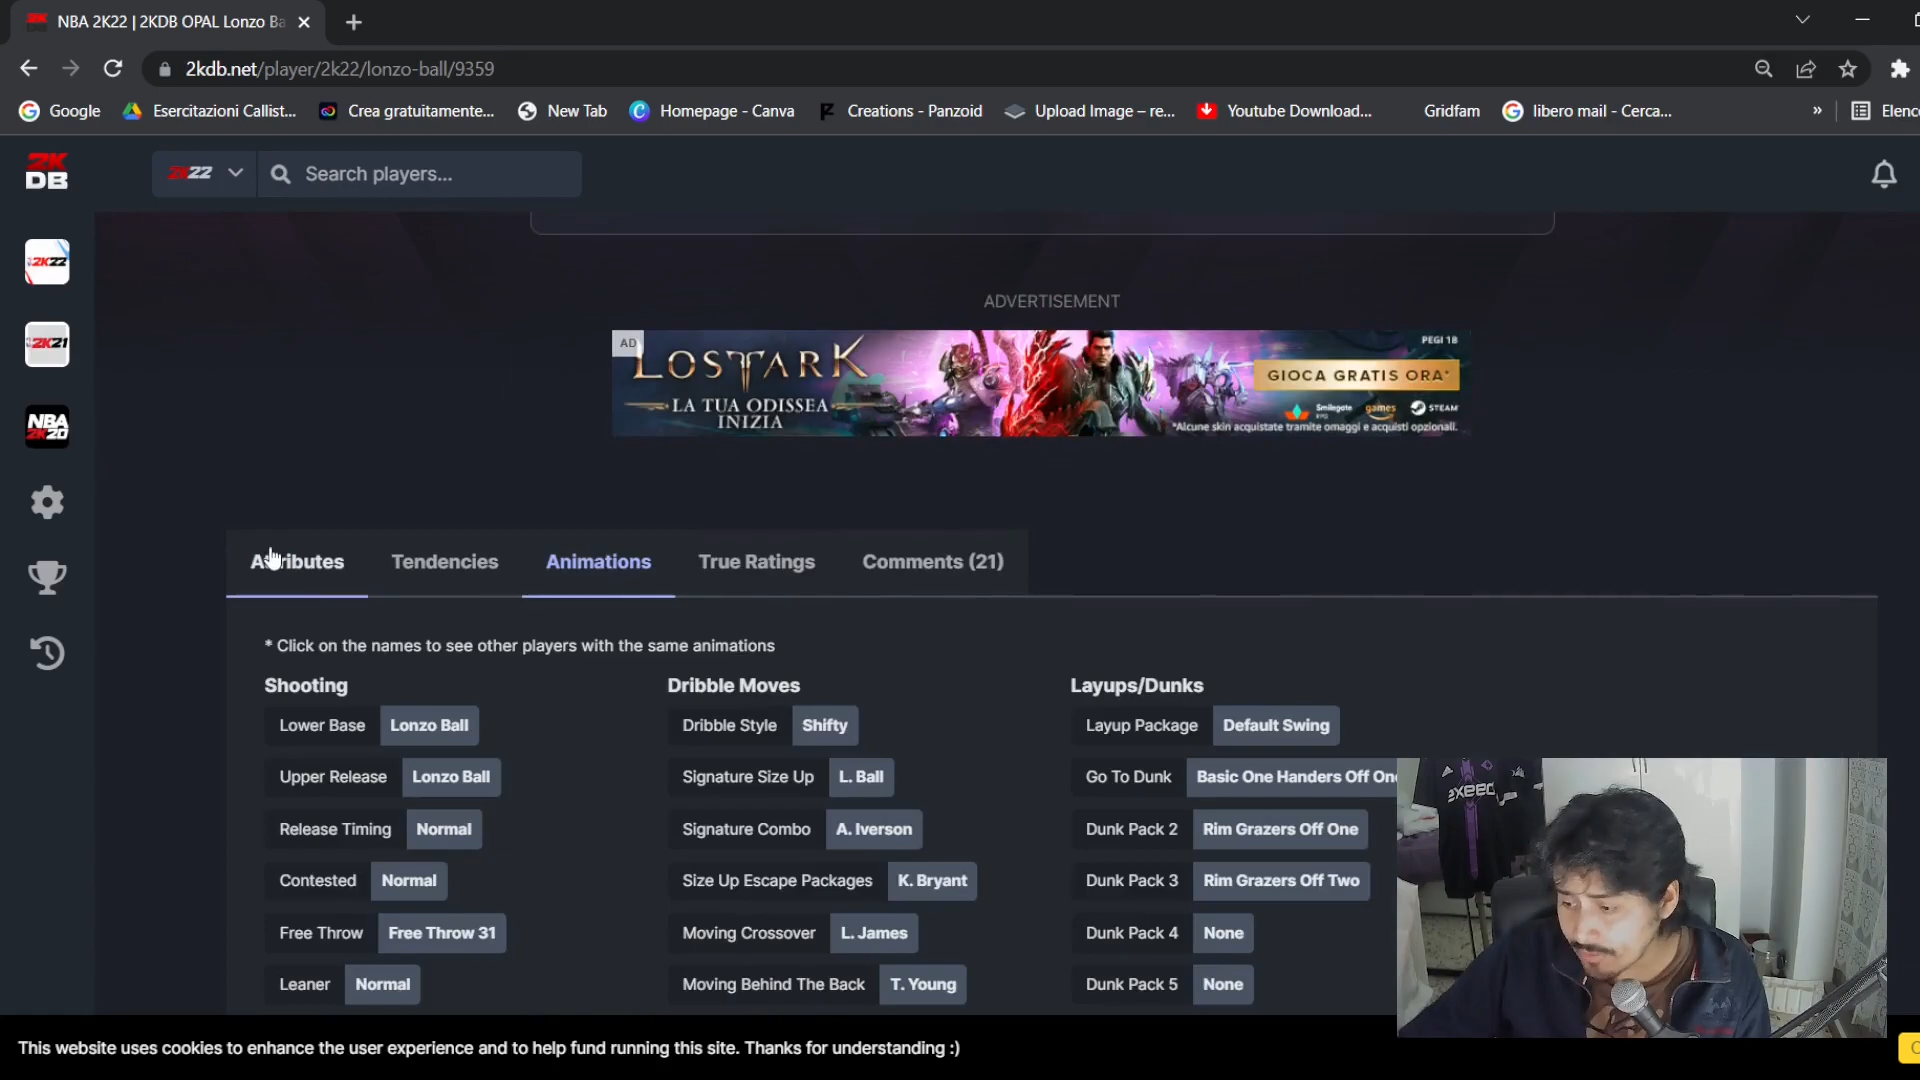 NBA 2K22 | 2KDB OPAL Lonzo Ba
2kdb.net/player/2k22/lonzo-ball/9359
Google
Esercitazioni Callist...
Crea gratuitamente...
New Tab
Homepage - Canva
Creations - Panzoid
Upload Image – re...
Youtube Download...
Gridfam
libero mail - Cerca...
»
Elenco
2K
DB
2K22
Search players...
2K22
2K21
NBA
2K20
ADVERTISEMENT
AD
LOST ARK
LA TUA ODISSEA
INIZIA
PEGI 18
GIOCA GRATIS ORA*
Smilegate
RPG
games
STEAM
*Alcune skin acquistate tramite omaggi e acquisti opzionali.
Attributes
Tendencies
Animations
True Ratings
Comments (21)
* Click on the names to see other players with the same animations
Shooting
Lower Base Lonzo Ball
Upper Release Lonzo Ball
Release Timing Normal
Contested Normal
Free Throw Free Throw 31
Leaner Normal
Dribble Moves
Dribble Style Shifty
Signature Size Up L. Ball
Signature Combo A. Iverson
Size Up Escape Packages K. Bryant
Moving Crossover L. James
Moving Behind The Back T. Young
Layups/Dunks
Layup Package Default Swing
Go To Dunk Basic One Handers Off One
Dunk Pack 2 Rim Grazers Off One
Dunk Pack 3 Rim Grazers Off Two
Dunk Pack 4 None
Dunk Pack 5 None
exeed
This website uses cookies to enhance the user experience and to help fund running this site. Thanks for understanding :)